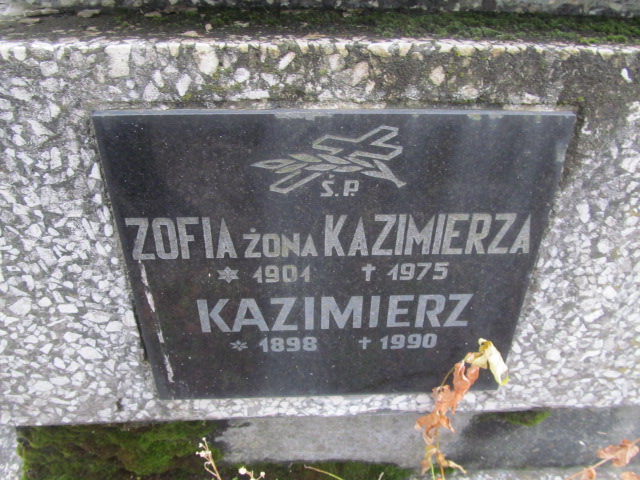 Ś.P.
ZOFIA ŻONA KAZIMIERZA
* 1901 † 1975
KAZIMIERZ
* 1898 † 1990